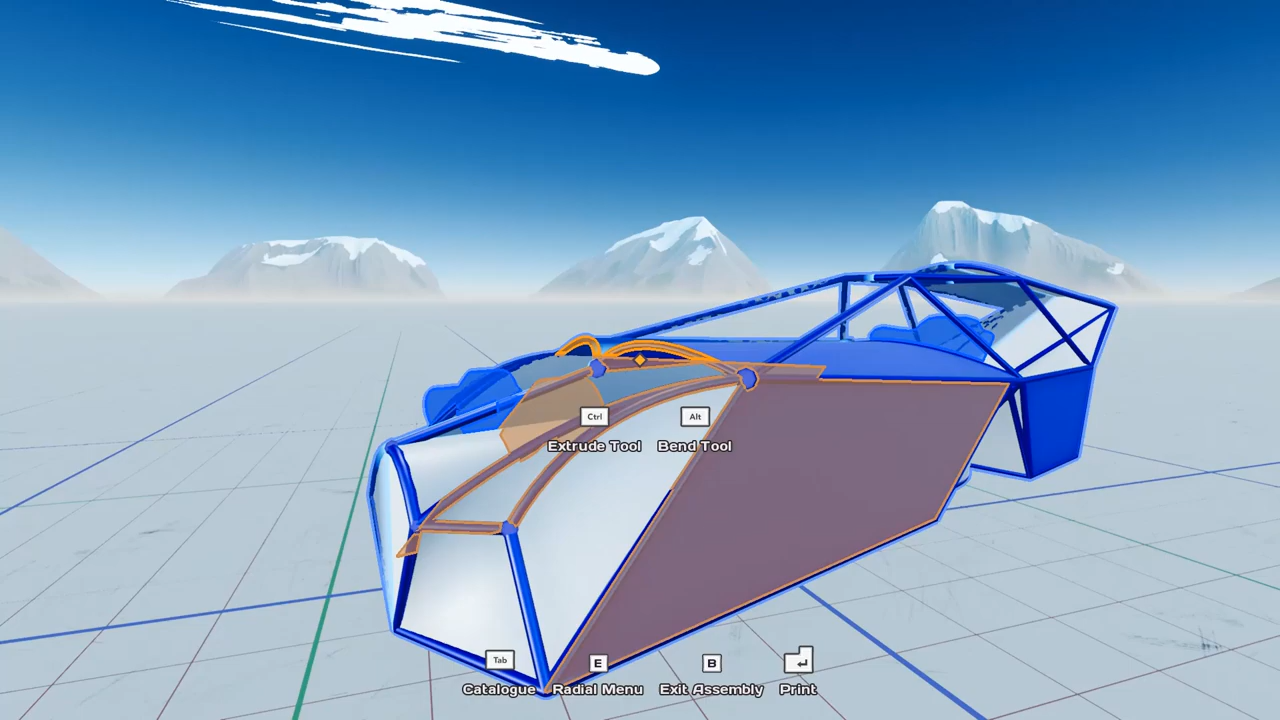 Ctrl Alt
Extrude Tool Bend Tool
Tab E B
Catalogue Radial Menu Exit Assembly Print